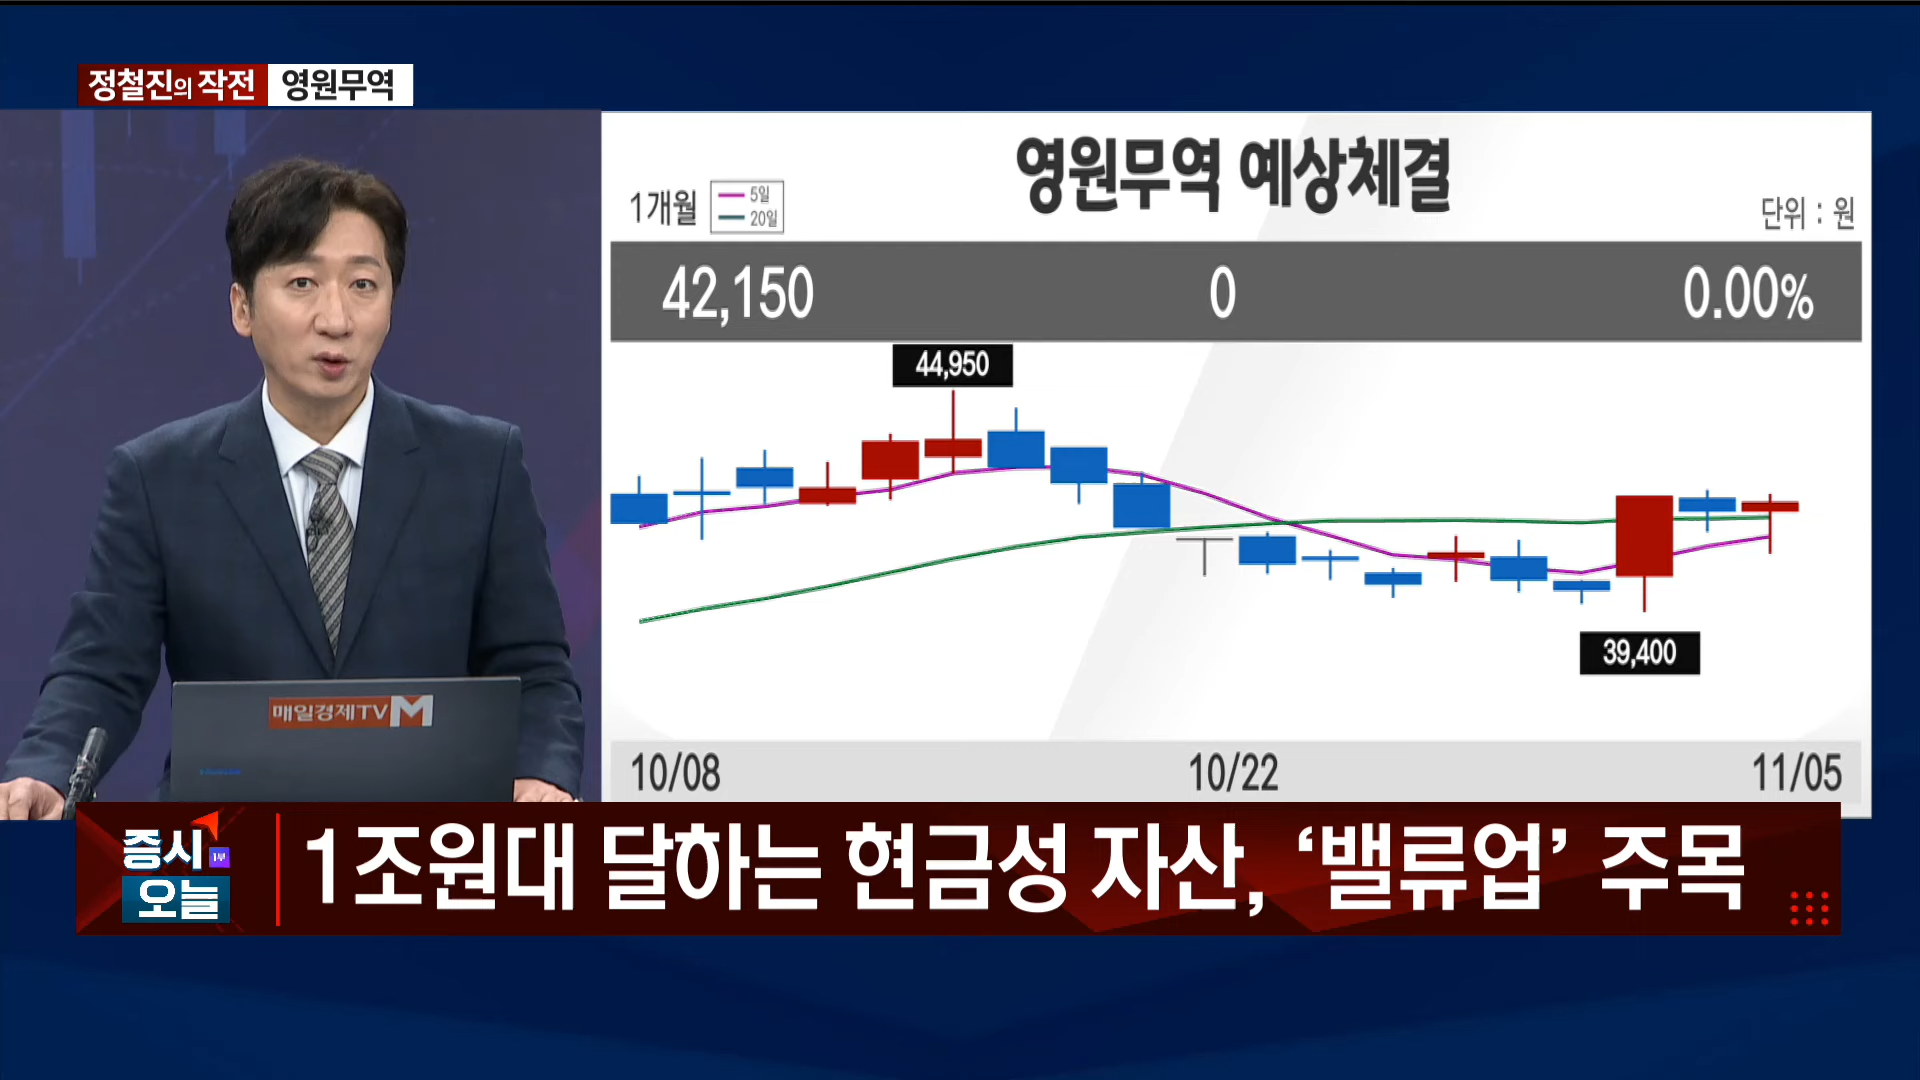 정철진의 작전 영원무역
영원무역 예상체결
1개월
5일
20일
단위 : 원
42,150 0 0.00%
44,950
39,400
10/08 10/22 11/05
매일경제TV M
증시 1부
오늘
1조원대 달하는 현금성 자산, ‘밸류업’ 주목